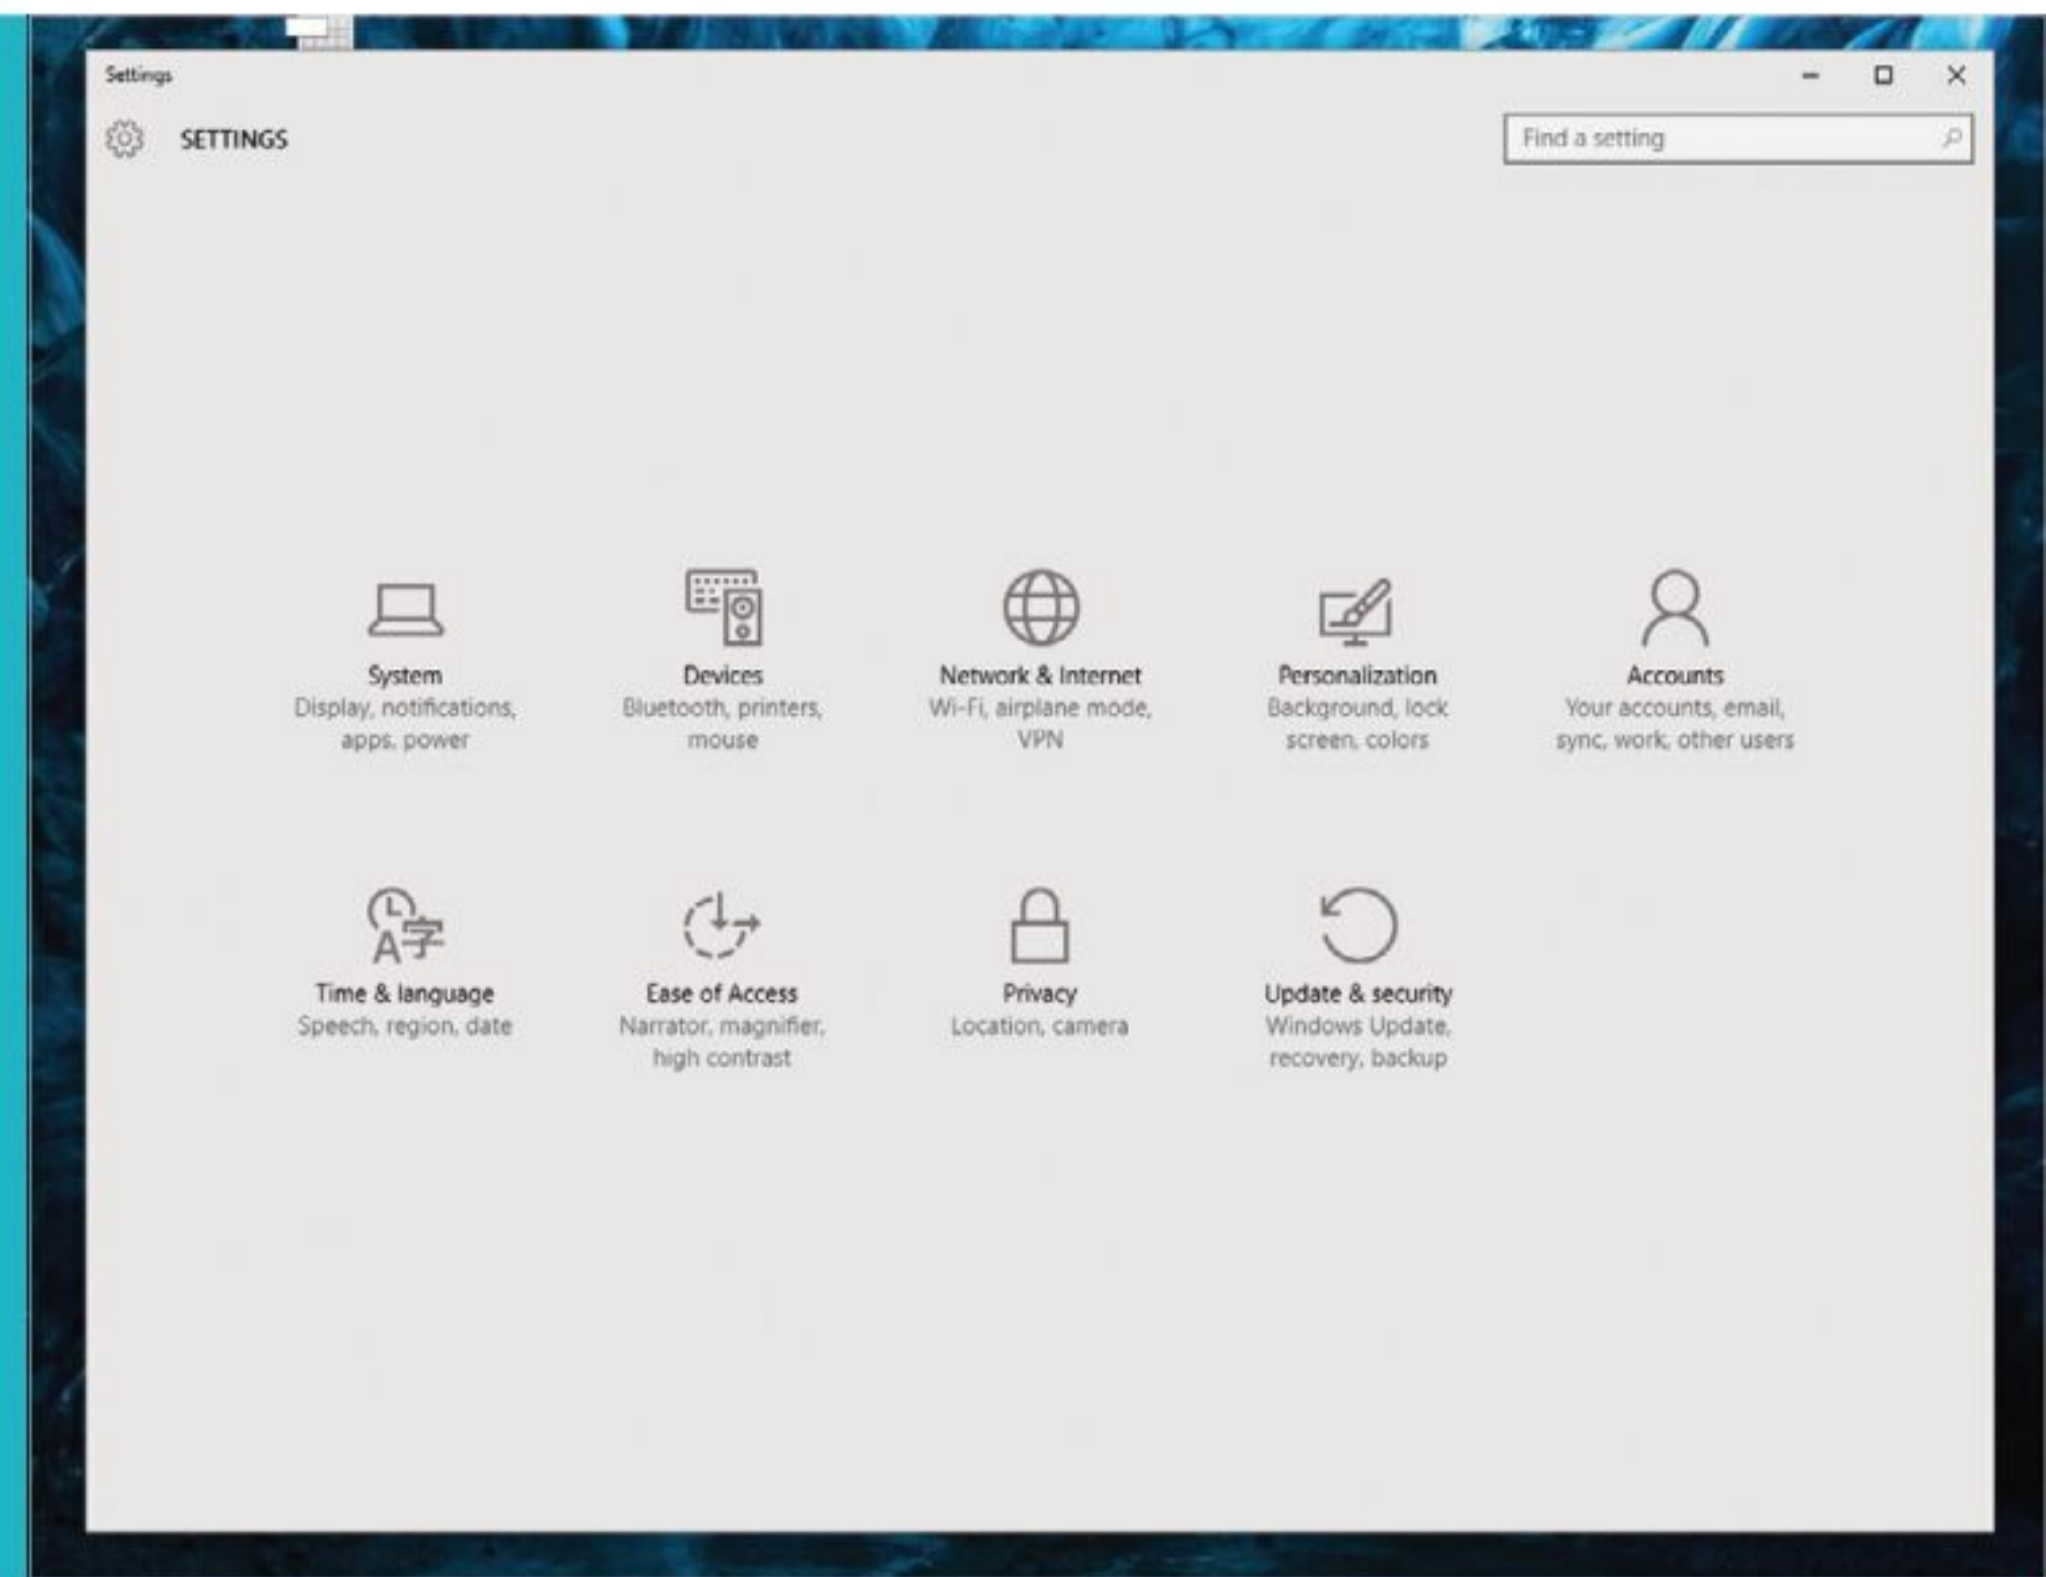 Settings
SETTINGS
Find a setting
System
Display, notifications,
apps, power
Devices
Bluetooth, printers,
mouse
Network & Internet
Wi-Fi, airplane mode,
VPN
Personalization
Background, lock
screen, colors
Accounts
Your accounts, email,
sync, work, other users
Time & language
Speech, region, date
Ease of Access
Narrator, magnifier,
high contrast
Privacy
Location, camera
Update & security
Windows Update,
recovery, backup